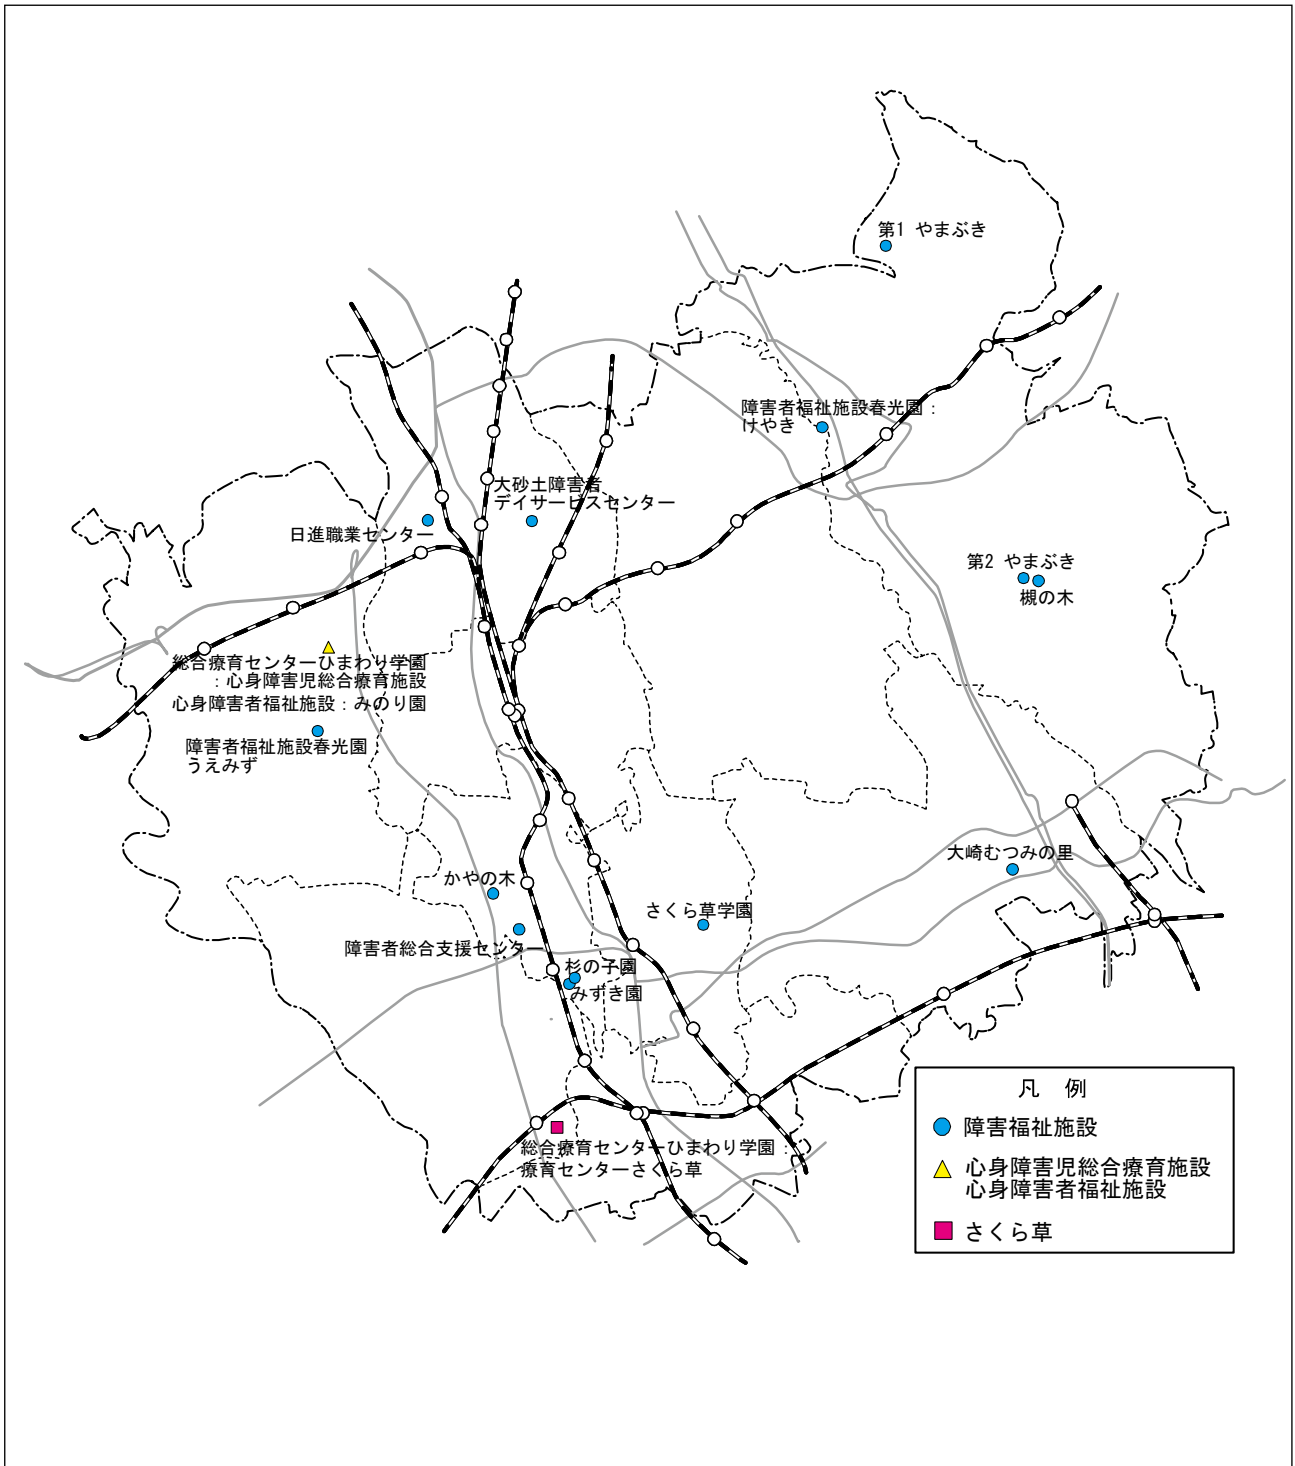 第1 やまぶき
障害者福祉施設春光園：
けやき
大砂土障害者
デイサービスセンター
日進職業センター
第2 やまぶき
槻の木
総合療育センターひまわり学園
：心身障害児総合療育施設
心身障害者福祉施設：みのり園
障害者福祉施設春光園
うえみず
大崎むつみの里
かやの木
さくら草学園
障害者総合支援センター
杉の子園
みずき園
総合療育センターひまわり学園：
療育センターさくら草
凡 例
障害福祉施設
心身障害児総合療育施設
心身障害者福祉施設
さくら草